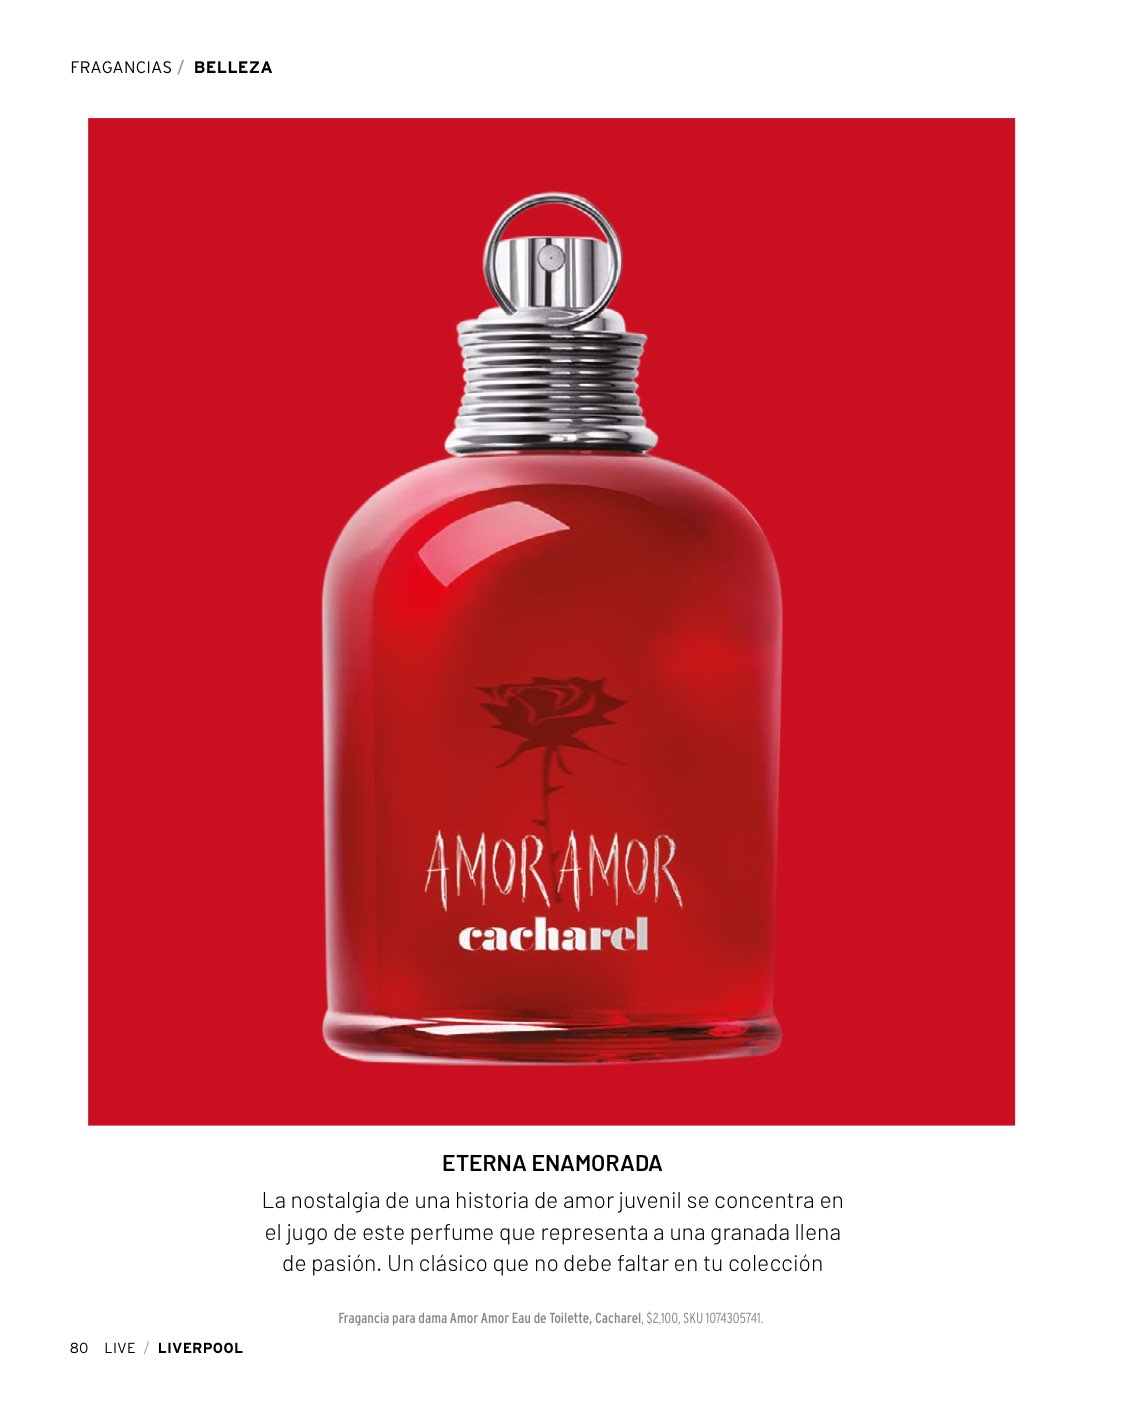 FRAGANCIAS / BELLEZA
AMOR AMOR
cacharel
ETERNA ENAMORADA
La nostalgia de una historia de amor juvenil se concentra en
el jugo de este perfume que representa a una granada llena
de pasión. Un clásico que no debe faltar en tu colección
Fragancia para dama Amor Amor Eau de Toilette, Cacharel, $2,100, SKU 1074305741.
80 LIVE / LIVERPOOL